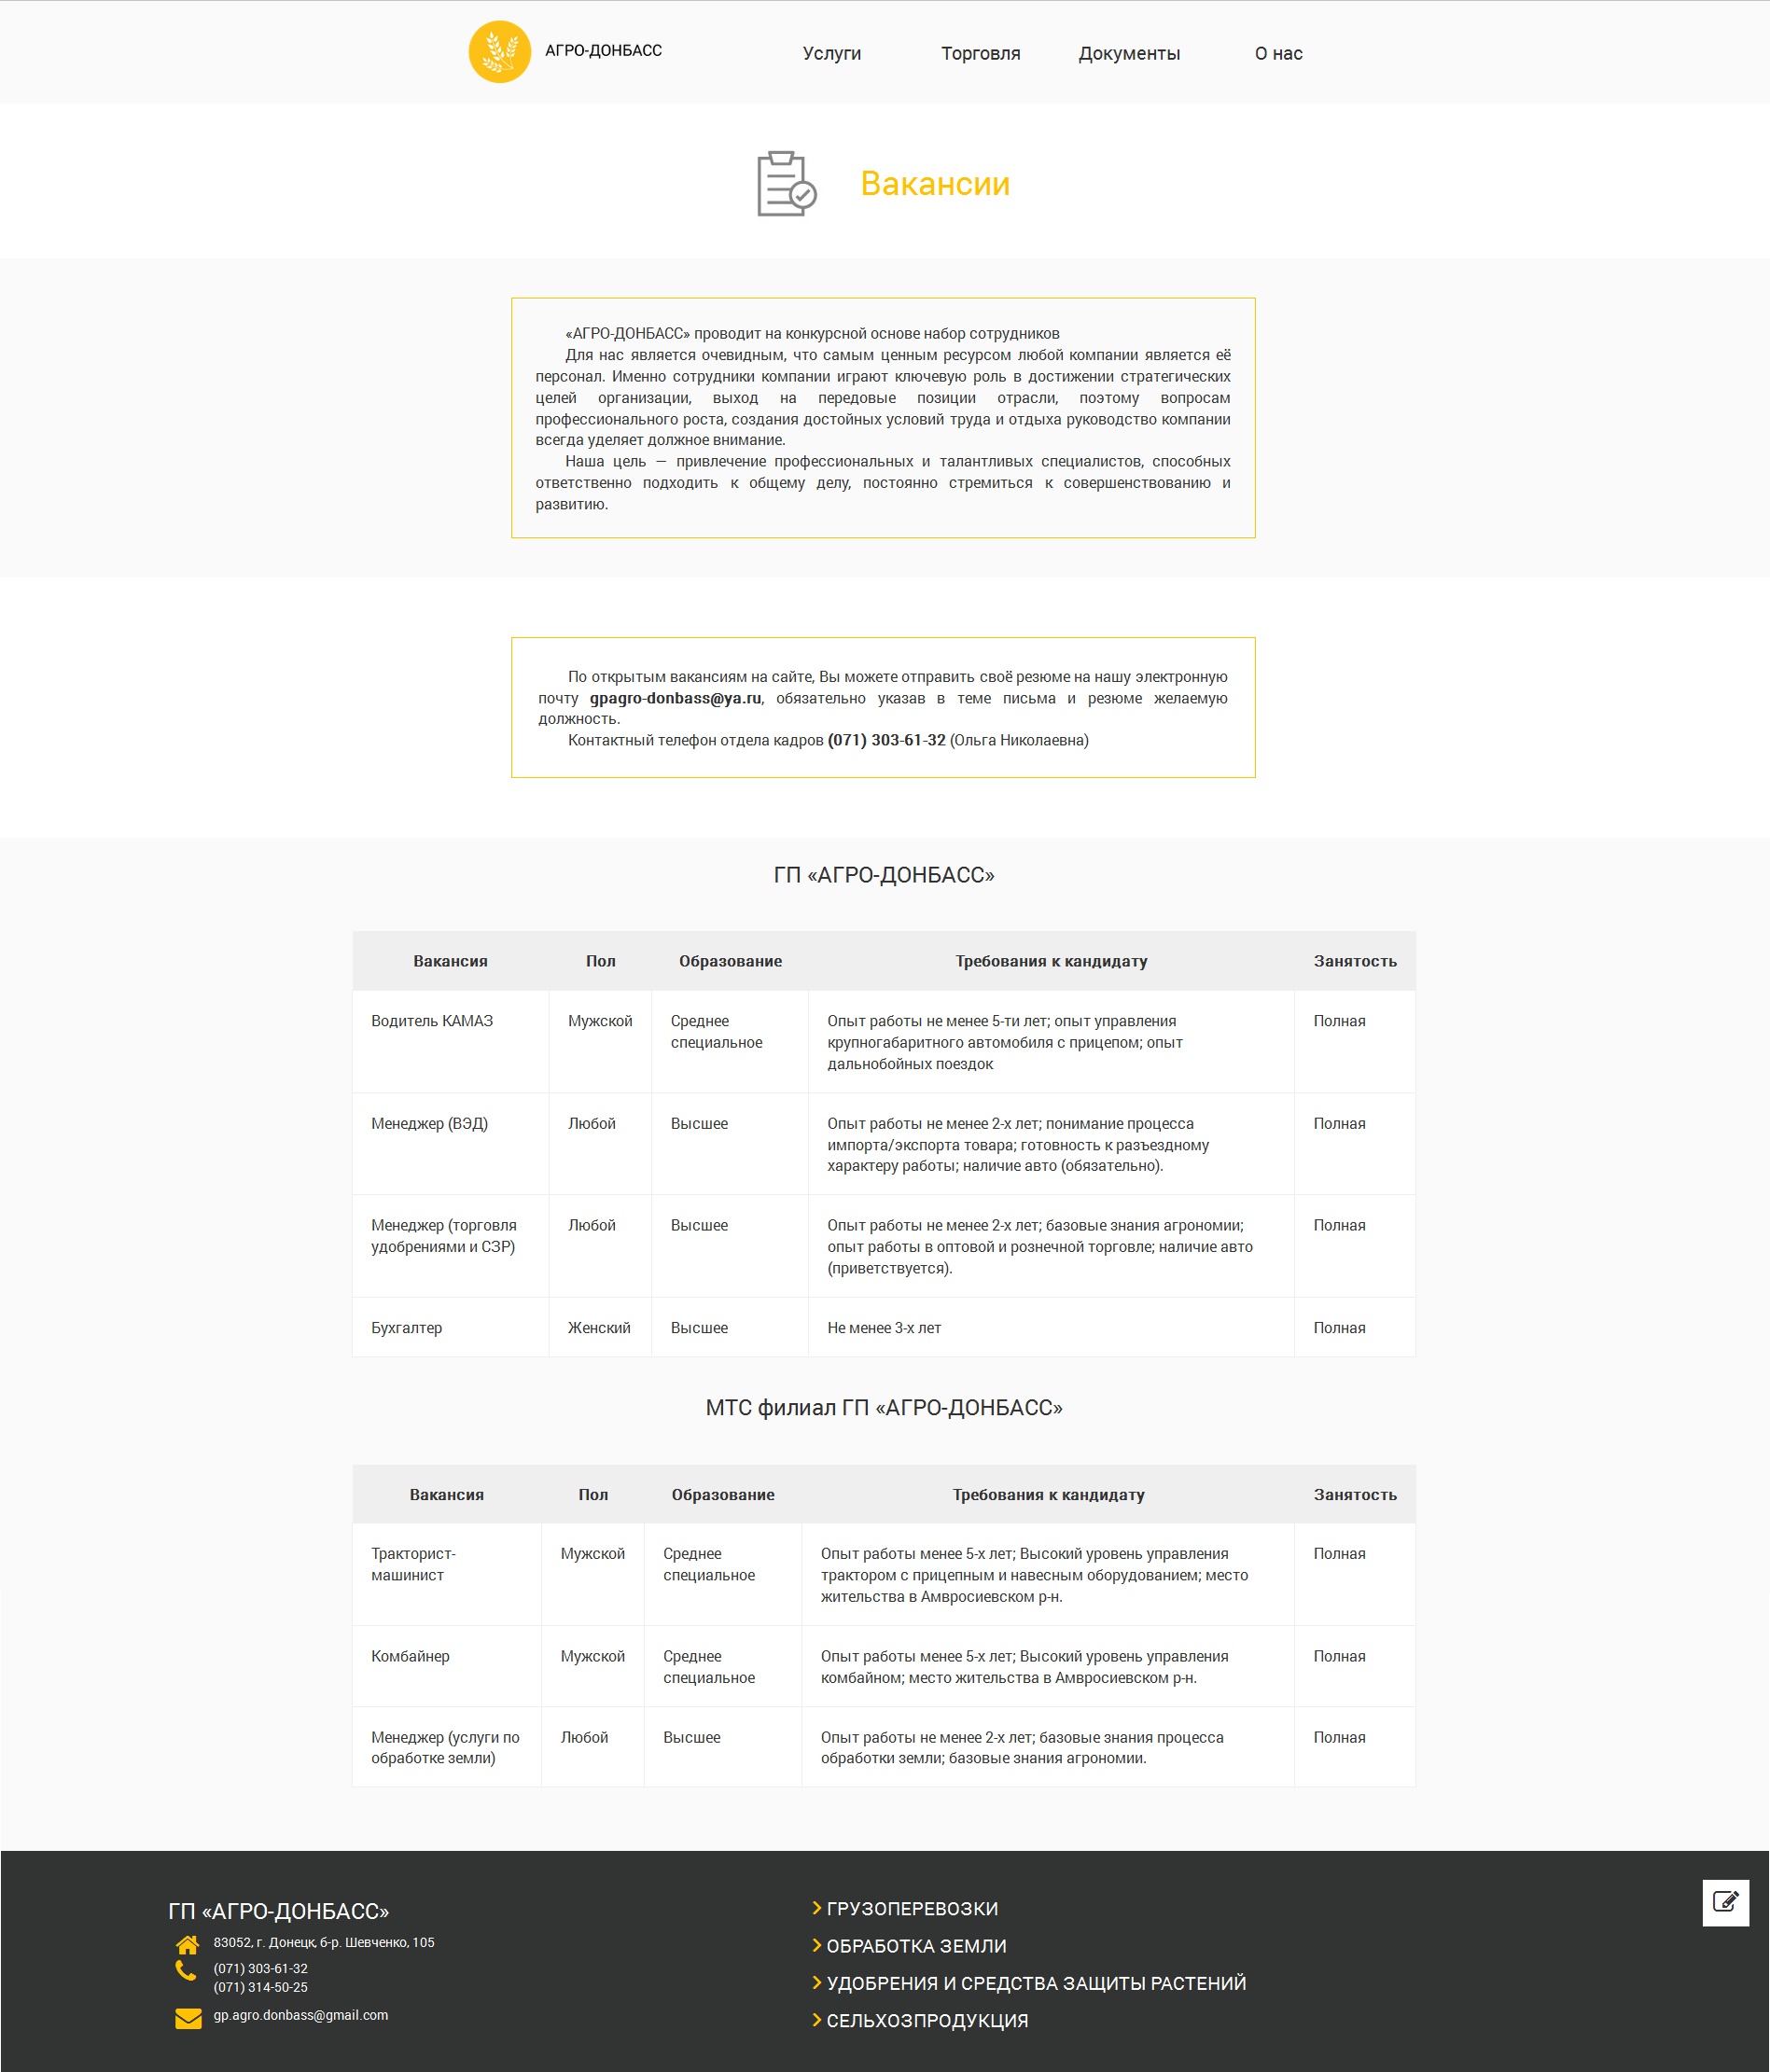 АГРО-ДОНБАСС
Услуги
Торговля
Документы
О нас
Вакансии
«АГРО-ДОНБАСС» проводит на конкурсной основе набор сотрудников
Для нас является очевидным, что самым ценным ресурсом любой компании является её
персонал. Именно сотрудники компании играют ключевую роль в достижении стратегических
целей организации, выход на передовые позиции отрасли, поэтому вопросам
профессионального роста, создания достойных условий труда и отдыха руководство компании
всегда уделяет должное внимание.
Наша цель — привлечение профессиональных и талантливых специалистов, способных
ответственно подходить к общему делу, постоянно стремиться к совершенствованию и
развитию.
По открытым вакансиям на сайте, Вы можете отправить своё резюме на нашу электронную
почту gpagro-donbass@ya.ru, обязательно указав в теме письма и резюме желаемую
должность.
Контактный телефон отдела кадров (071) 303-61-32 (Ольга Николаевна)
ГП «АГРО-ДОНБАСС»
Вакансия Пол Образование Требования к кандидату Занятость
Водитель КАМАЗ Мужской Среднее Опыт работы не менее 5-ти лет; опыт управления Полная
специальное крупногабаритного автомобиля с прицепом; опыт
дальнобойных поездок
Менеджер (ВЭД) Любой Высшее Опыт работы не менее 2-х лет; понимание процесса Полная
импорта/экспорта товара; готовность к разъездному
характеру работы; наличие авто (обязательно).
Менеджер (торговля Любой Высшее Опыт работы не менее 2-х лет; базовые знания агрономии; Полная
удобрениями и СЗР) опыт работы в оптовой и рознечной торговле; наличие авто
(приветствуется).
Бухгалтер Женский Высшее Не менее 3-х лет Полная
МТС филиал ГП «АГРО-ДОНБАСС»
Вакансия Пол Образование Требования к кандидату Занятость
Тракторист- Мужской Среднее Опыт работы менее 5-х лет; Высокий уровень управления Полная
машинист специальное трактором с прицепным и навесным оборудованием; место
жительства в Амвросиевском р-н.
Комбайнер Мужской Среднее Опыт работы менее 5-х лет; Высокий уровень управления Полная
специальное комбайном; место жительства в Амвросиевском р-н.
Менеджер (услуги по Любой Высшее Опыт работы не менее 2-х лет; базовые знания процесса Полная
обработке земли) обработки земли; базовые знания агрономии.
ГП «АГРО-ДОНБАСС»
83052, г. Донецк, б-р. Шевченко, 105
(071) 303-61-32
(071) 314-50-25
gp.agro.donbass@gmail.com
ГРУЗОПЕРЕВОЗКИ
ОБРАБОТКА ЗЕМЛИ
УДОБРЕНИЯ И СРЕДСТВА ЗАЩИТЫ РАСТЕНИЙ
СЕЛЬХОЗПРОДУКЦИЯ